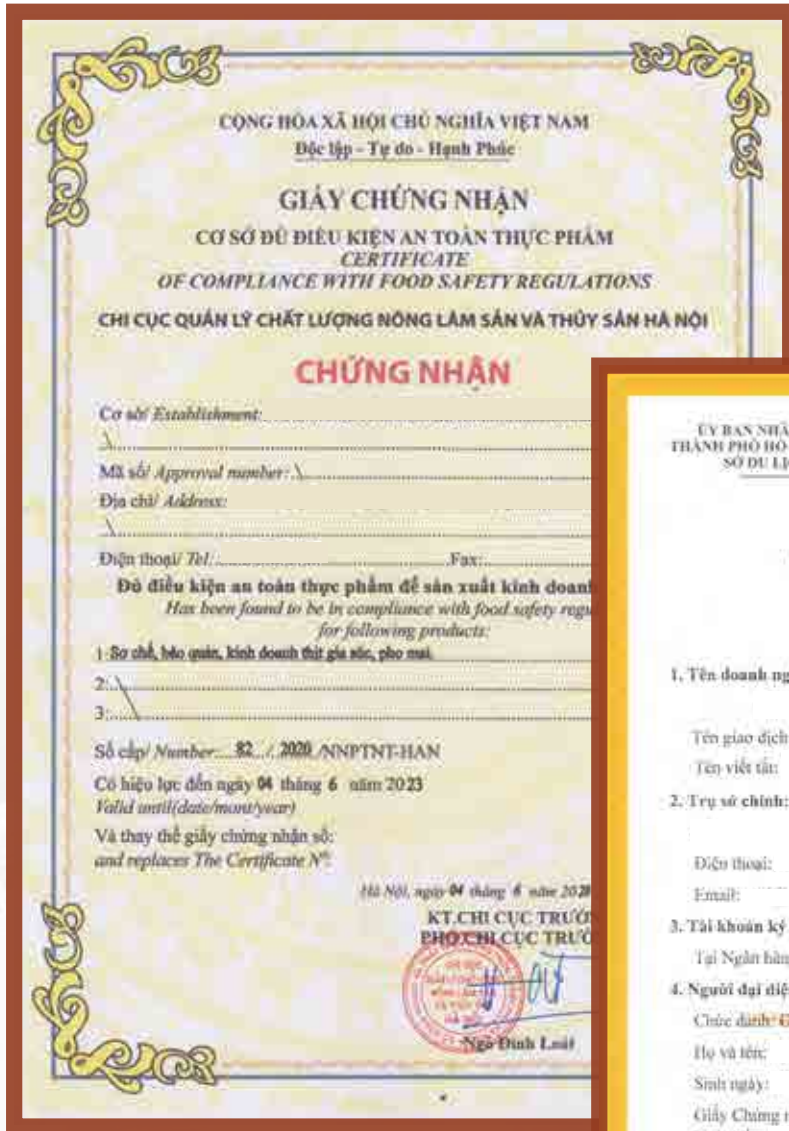 CỘNG HÒA XÃ HỘI CHỦ NGHĨA VIỆT NAM
Độc lập - Tự do - Hạnh Phúc
GIẤY CHỨNG NHẬN
CƠ SỞ ĐỦ ĐIỀU KIỆN AN TOÀN THỰC PHẨM
CERTIFICATE
OF COMPLIANCE WITH FOOD SAFETY REGULATIONS
CHI CỤC QUẢN LÝ CHẤT LƯỢNG NÔNG LÂM SẢN VÀ THỦY SẢN HÀ NỘI
CHỨNG NHẬN
Cơ sở/ Establishment:
Mã số/ Approval number:
Địa chỉ/ Address:
Điện thoại/ Tel: Fax:
Đủ điều kiện an toàn thực phẩm để sản xuất kinh doanh
Has been found to be in compliance with food safety regu
for following products:
1 Sơ chế, bảo quản, kinh doanh thịt gia súc, pho mai.
2:
3:
Số cấp/ Number 82 / 2020 /NNPTNT-HAN
Có hiệu lực đến ngày 04 tháng 6 năm 2023
Valid until(date/mont/year)
Và thay thế giấy chứng nhận số:
and replaces The Certificate N°:
Hà Nội, ngày 04 tháng 6 năm
KT.CHI CỤC TRƯỞN
PHÓ CHI CỤC TRƯỞ
Ngô Đình Loát
ỦY BAN NHÂ
THÀNH PHỐ HỒ
SỞ DU LỊ
1. Tên doanh ng
Tên giao dịch
Tên viết tắt:
2. Trụ sở chính:
Điện thoại:
Email:
3. Tài khoản ký
Tại Ngân hàn
4. Người đại diệ
Chức danh: G
Họ và tên:
Sinh ngày:
Giấy Chứng n